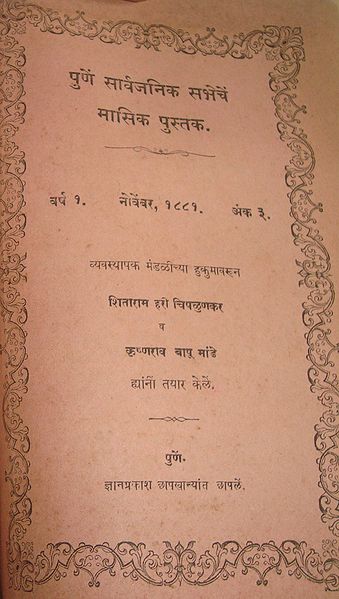 पुणें सार्वजनिक सभेचें
मासिक पुस्तक.
वर्ष १. नोवेंबर, १८८१. अंक ३.
व्यवस्थापक मंडळीच्या हुकुमावरून
शिताराम हरी चिपळुणकर
व
कृष्णराव बापू मांडे
ह्यांनीं तयार केलें.
पुणें.
ज्ञानप्रकाश छापखान्यांत छापलें.